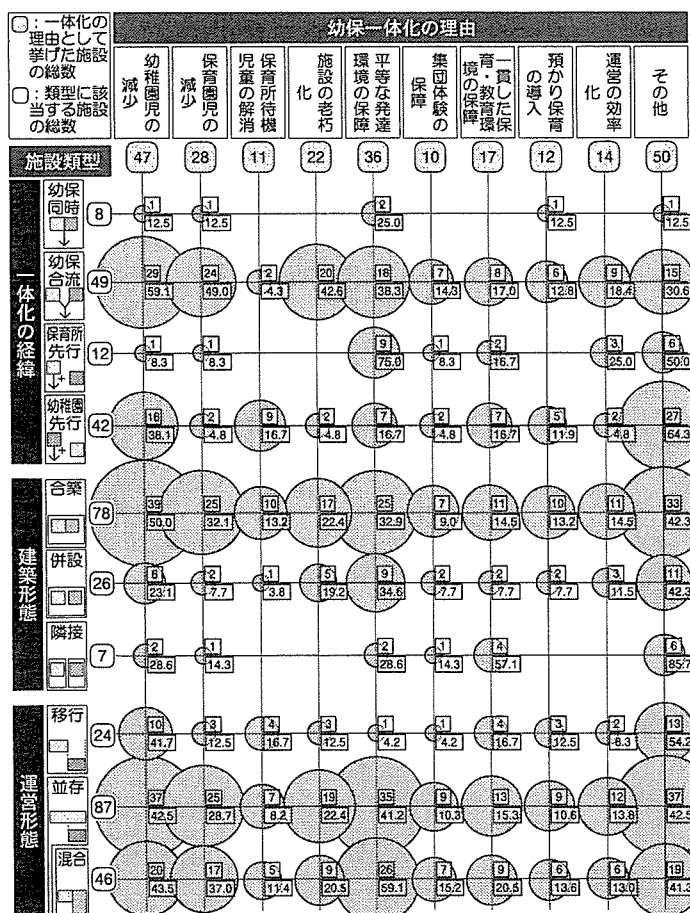 ：一体化の
理由として
挙げた施設
の総数
：類型に該
当する施設
の総数
幼保一体化の理由
幼稚園児の減少
保育園児の減少
保育所待機児童の解消
施設の老朽化
平等な発達環境の保障
集団体験の保障
一貫した保育・教育環境の保障
預かり保育の導入
運営の効率化
その他
施設類型
47 28 11 22 36 10 17 12 14 50
一体化の経緯
幼保同時
8
1 1 2 1 1
12.5 12.5 25.0 12.5 12.5
幼保合流
49
29 24 2 20 18 7 8 6 9 15
59.1 49.0 4.3 42.6 38.3 14.3 17.0 12.8 18.4 30.6
保育所先行
12
1 1 9 1 2 3 6
8.3 8.3 75.0 8.3 16.7 25.0 50.0
幼稚園先行
42
16 2 9 2 7 2 7 5 2 27
38.1 4.8 16.7 4.8 16.7 4.8 16.7 11.9 4.8 64.3
建築形態
合築
78
39 25 10 17 25 7 11 10 11 33
50.0 32.1 13.2 22.4 32.9 9.0 14.5 13.2 14.5 42.3
併設
26
6 2 1 5 9 2 2 2 3 11
23.1 7.7 3.8 19.2 34.6 7.7 7.7 7.7 11.5 42.3
隣接
7
2 1 2 1 4 6
28.6 14.3 28.6 14.3 57.1 85.7
運営形態
移行
24
10 3 4 3 1 1 4 3 2 13
41.7 12.5 16.7 12.5 4.2 4.2 16.7 12.5 8.3 54.2
並存
87
37 25 7 19 35 9 13 9 12 37
42.5 28.7 8.2 22.4 41.2 10.3 15.3 10.6 13.8 42.5
混合
46
20 17 5 9 26 7 9 6 6 19
43.5 37.0 11.4 20.5 59.1 15.2 20.5 13.6 13.0 41.3